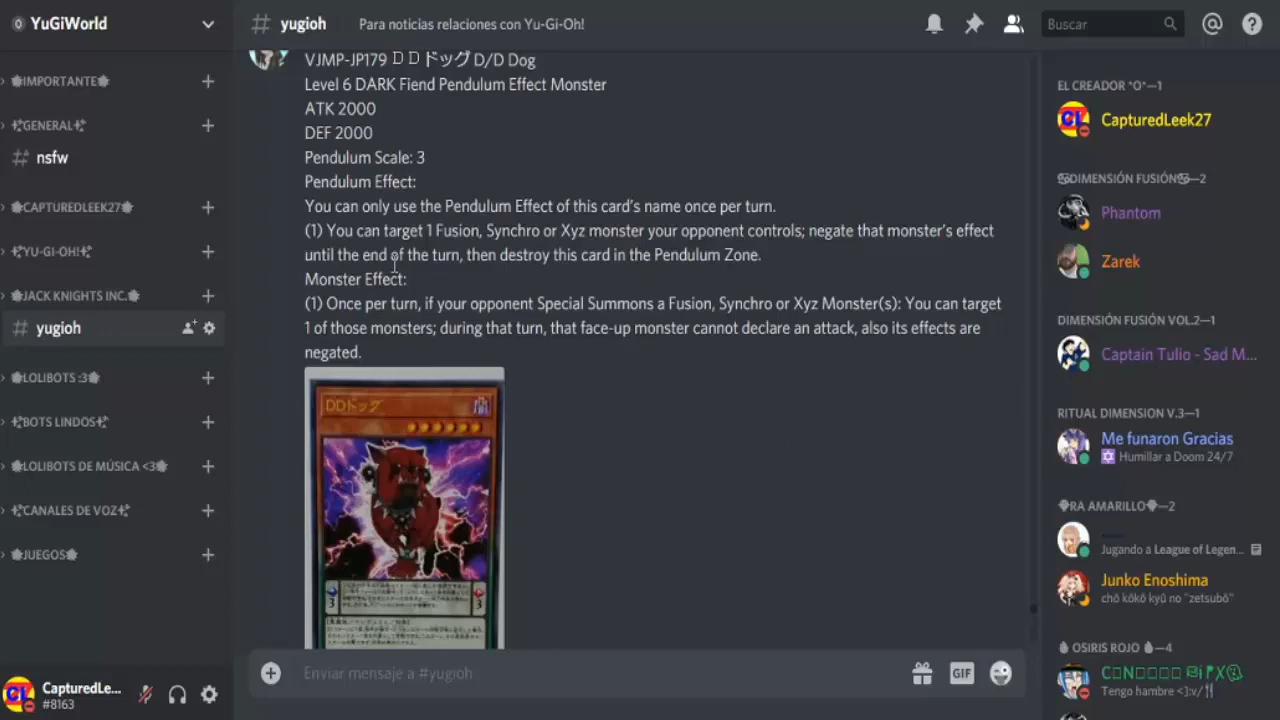 YuGiWorld
yugioh
Para noticias relaciones con Yu-Gi-Oh!
Buscar
IMPORTANTE
GENERAL
nsfw
CAPTUREDLEEK27
YU-GI-OH!
JACK KNIGHTS INC.
yugioh
LOLIBOTS :3
BOTS LINDOS
LOLIBOTS DE MÚSICA <3
CANALES DE VOZ
JUEGOS
CapturedLe...
#8163
VJMP-JP179 ＤＤドッグ D/D Dog
Level 6 DARK Fiend Pendulum Effect Monster
ATK 2000
DEF 2000
Pendulum Scale: 3
Pendulum Effect:
You can only use the Pendulum Effect of this card's name once per turn.
(1) You can target 1 Fusion, Synchro or Xyz monster your opponent controls; negate that monster's effect
until the end of the turn, then destroy this card in the Pendulum Zone.
Monster Effect:
(1) Once per turn, if your opponent Special Summons a Fusion, Synchro or Xyz Monster(s): You can target
1 of those monsters; during that turn, that face-up monster cannot declare an attack, also its effects are
negated.
DDドッグ
3
3
Enviar mensaje a #yugioh
GIF
EL CREADOR *O*—1
CL CapturedLeek27
DIMENSIÓN FUSIÓN—2
Phantom
Zarek
DIMENSIÓN FUSIÓN VOL.2—1
Captain Tulio - Sad M...
RITUAL DIMENSION V.3—1
Me funaron Gracias
Humillar a Doom 24/7
RA AMARILLO—2
Jugando a League of Legen...
Junko Enoshima
chō kōkō kyū no "zetsubō"
OSIRIS ROJO—4
Tengo hambre <]:v/